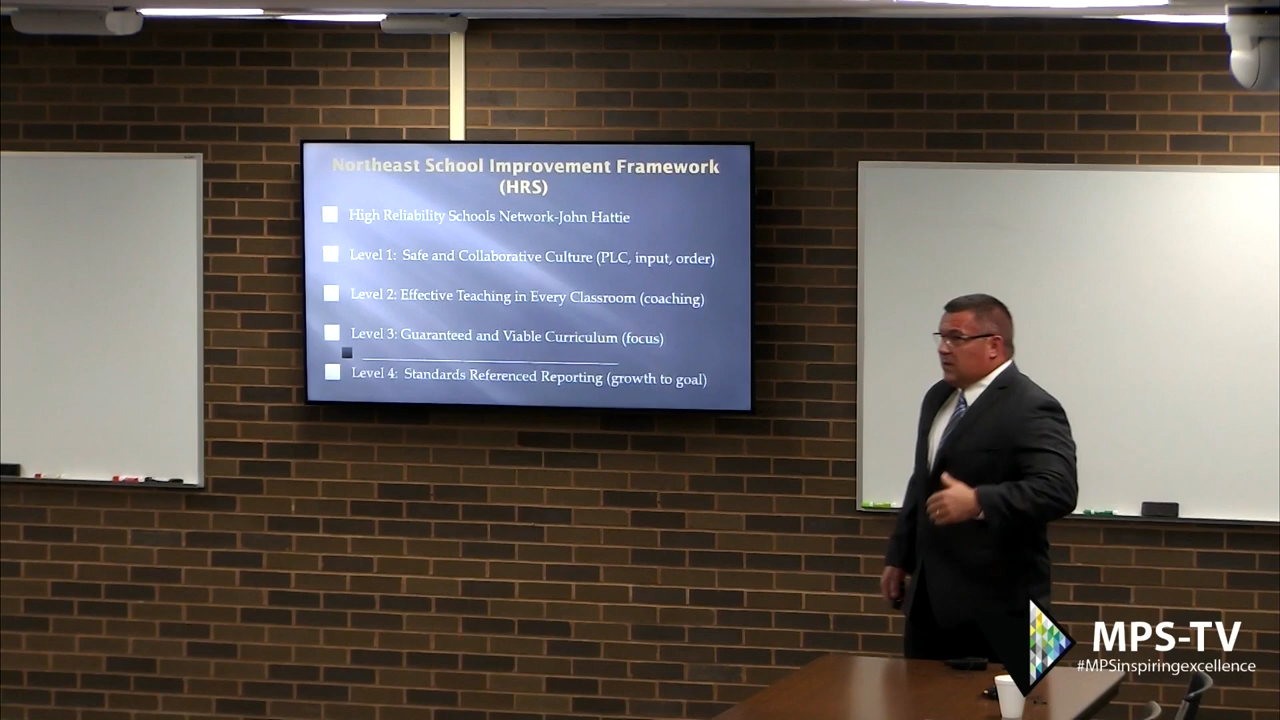 Northeast School Improvement Framework
(HRS)
High Reliability Schools Network-John Hattie
Level 1: Safe and Collaborative Culture (PLC, input, order)
Level 2: Effective Teaching in Every Classroom (coaching)
Level 3: Guaranteed and Viable Curriculum (focus)
Level 4: Standards Referenced Reporting (growth to goal)
MPS-TV
#MPSinspiringexcellence